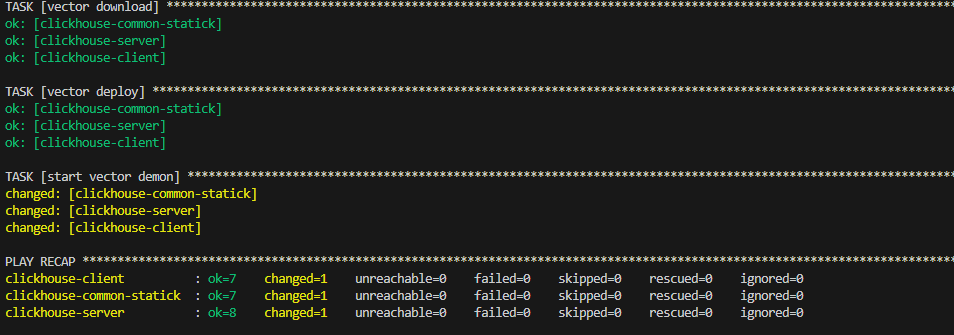 TASK [vector download] *****************************************************************************************************************
ok: [clickhouse-common-statick]
ok: [clickhouse-server]
ok: [clickhouse-client]
TASK [vector deploy] *******************************************************************************************************************
ok: [clickhouse-common-statick]
ok: [clickhouse-server]
ok: [clickhouse-client]
TASK [start vector demon] **************************************************************************************************************
changed: [clickhouse-common-statick]
changed: [clickhouse-server]
changed: [clickhouse-client]
PLAY RECAP *****************************************************************************************************************************
clickhouse-client          : ok=7    changed=1    unreachable=0    failed=0    skipped=0    rescued=0    ignored=0
clickhouse-common-statick  : ok=7    changed=1    unreachable=0    failed=0    skipped=0    rescued=0    ignored=0
clickhouse-server          : ok=8    changed=1    unreachable=0    failed=0    skipped=0    rescued=0    ignored=0